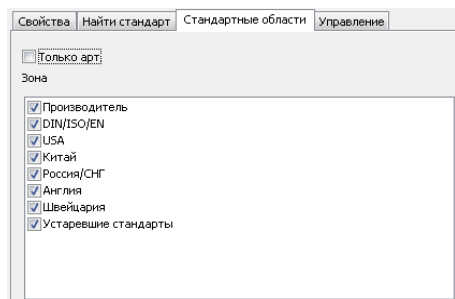 Свойства Найти стандарт Стандартные области Управление
Только арт
Зона
Производитель
DIN/ISO/EN
USA
Китай
Россия/СНГ
Англия
Швейцария
Устаревшие стандарты